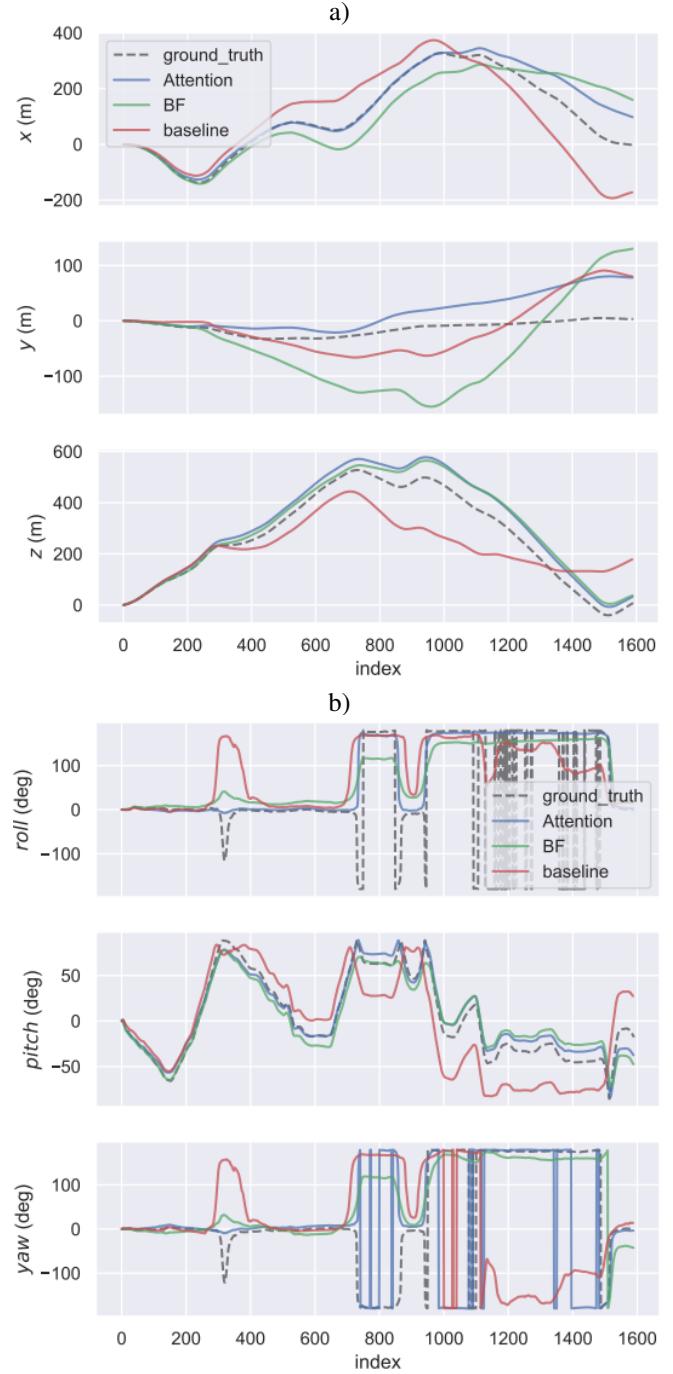 a)
400
200
0
−200
x (m)
ground_truth
Attention
BF
baseline
100
0
−100
y (m)
600
400
200
0
z (m)
0 200 400 600 800 1000 1200 1400 1600
index
b)
100
0
−100
roll (deg)
ground_truth
Attention
BF
baseline
50
0
−50
pitch (deg)
100
0
−100
yaw (deg)
0 200 400 600 800 1000 1200 1400 1600
index